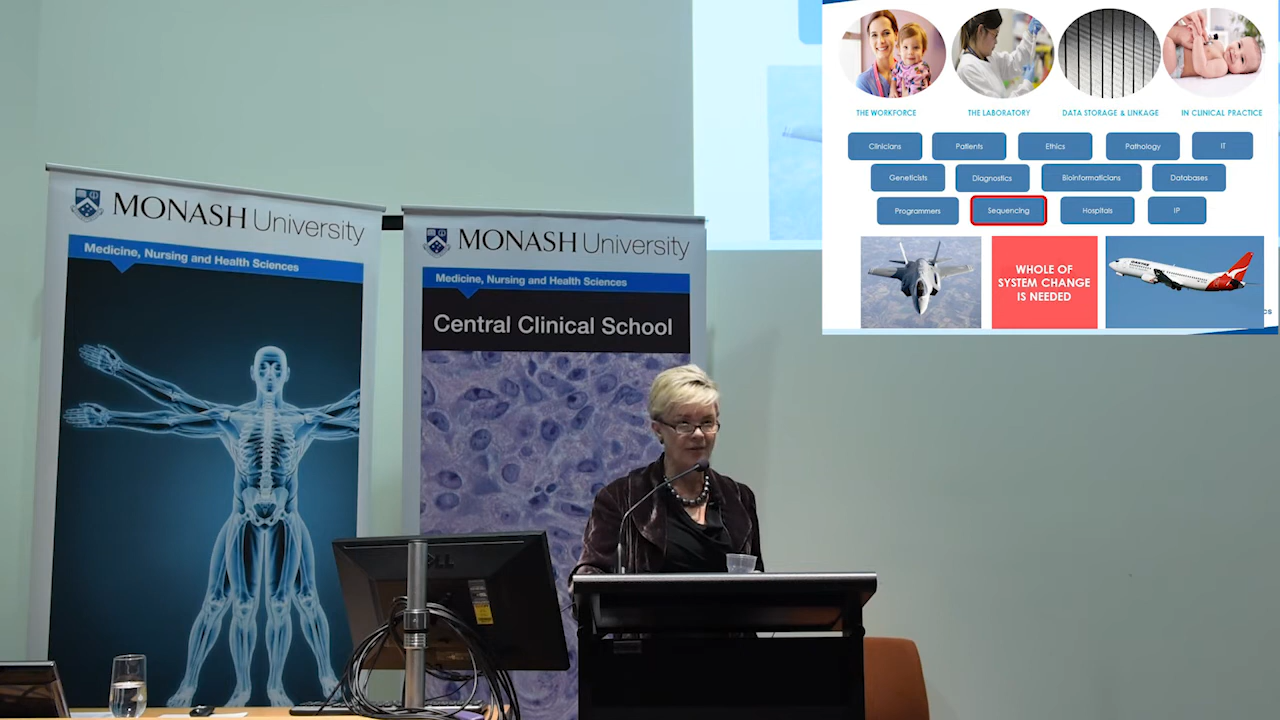 THE WORKFORCE
THE LABORATORY
DATA STORAGE & LINKAGE
IN CLINICAL PRACTICE
Clinicians
Patients
Ethics
Pathology
IT
Geneticists
Diagnostics
Bioinformaticians
Databases
Programmers
Sequencing
Hospitals
IP
WHOLE OF
SYSTEM CHANGE
IS NEEDED
cs
MONASH University
Medicine, Nursing and Health Sciences
MONASH University
Medicine, Nursing and Health Sciences
Central Clinical School
DELL